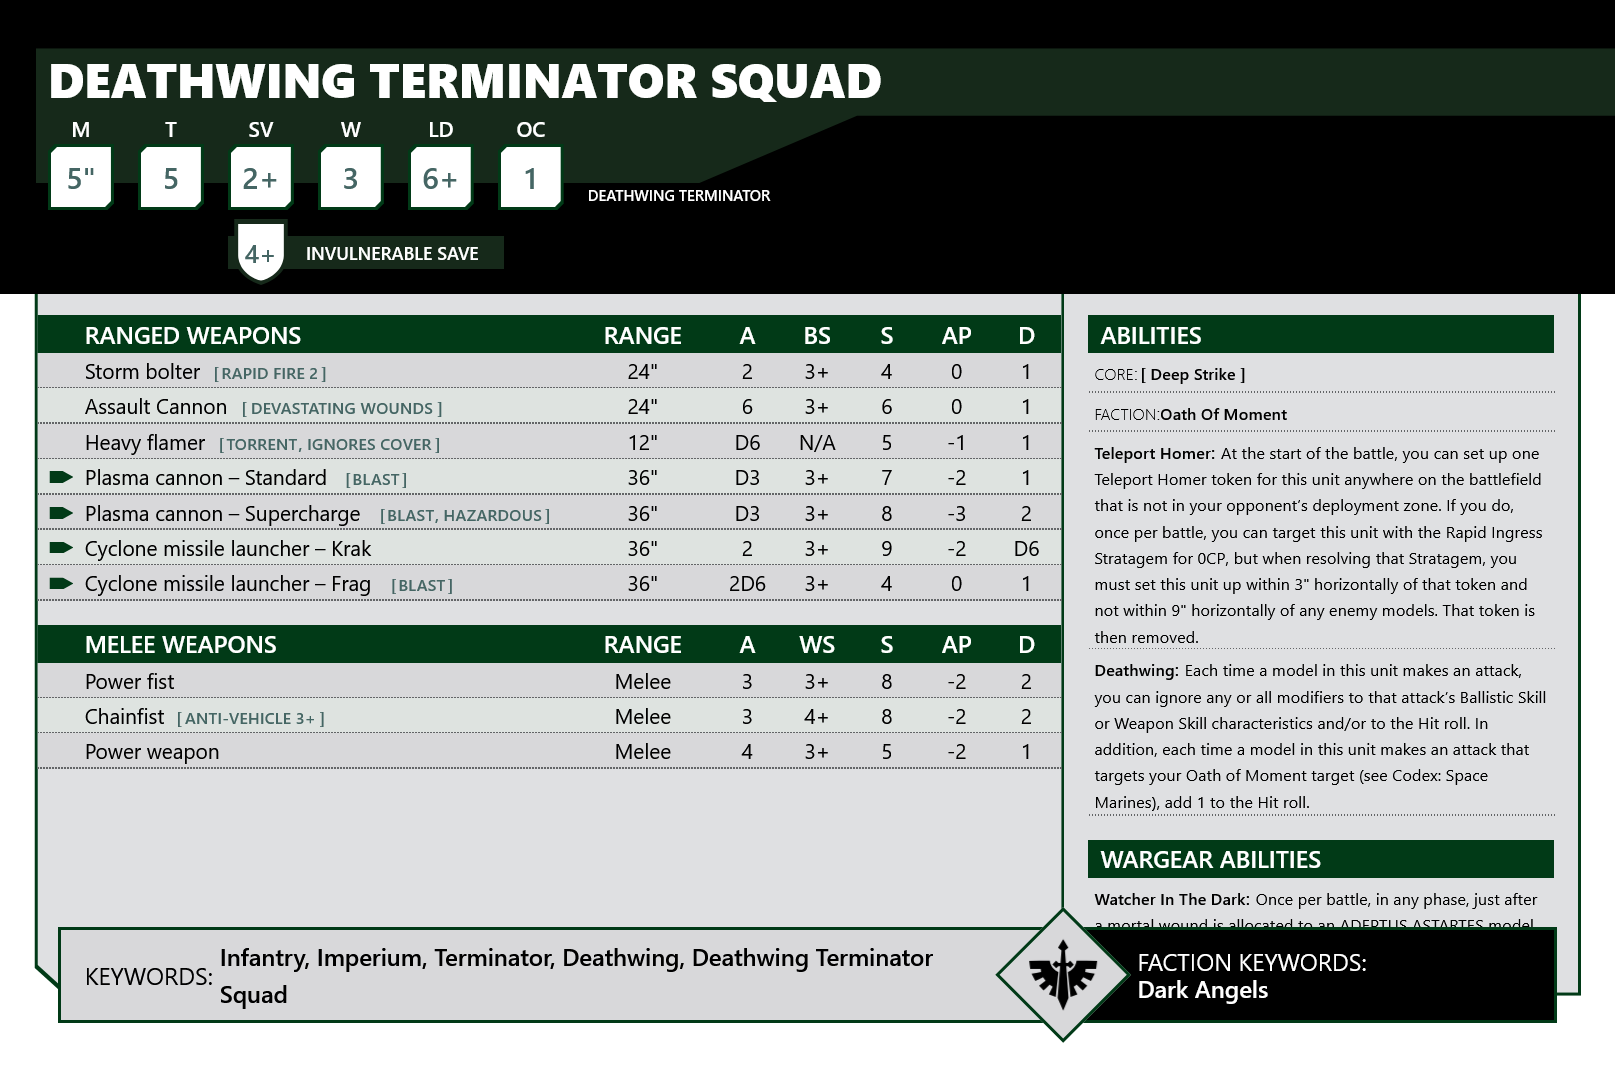 DEATHWING TERMINATOR SQUAD
M T SV W LD OC
5" 5 2+ 3 6+ 1 DEATHWING TERMINATOR
4+ INVULNERABLE SAVE
RANGED WEAPONS RANGE A BS S AP D
Storm bolter [ RAPID FIRE 2 ] 24" 2 3+ 4 0 1
Assault Cannon [ DEVASTATING WOUNDS ] 24" 6 3+ 6 0 1
Heavy flamer [ TORRENT, IGNORES COVER ] 12" D6 N/A 5 -1 1
Plasma cannon – Standard [ BLAST ] 36" D3 3+ 7 -2 1
Plasma cannon – Supercharge [ BLAST, HAZARDOUS ] 36" D3 3+ 8 -3 2
Cyclone missile launcher – Krak 36" 2 3+ 9 -2 D6
Cyclone missile launcher – Frag [ BLAST ] 36" 2D6 3+ 4 0 1
MELEE WEAPONS RANGE A WS S AP D
Power fist Melee 3 3+ 8 -2 2
Chainfist [ ANTI-VEHICLE 3+ ] Melee 3 4+ 8 -2 2
Power weapon Melee 4 3+ 5 -2 1
ABILITIES
CORE: [ Deep Strike ]
FACTION:Oath Of Moment
Teleport Homer: At the start of the battle, you can set up one
Teleport Homer token for this unit anywhere on the battlefield
that is not in your opponent’s deployment zone. If you do,
once per battle, you can target this unit with the Rapid Ingress
Stratagem for 0CP, but when resolving that Stratagem, you
must set this unit up within 3" horizontally of that token and
not within 9" horizontally of any enemy models. That token is
then removed.
Deathwing: Each time a model in this unit makes an attack,
you can ignore any or all modifiers to that attack’s Ballistic Skill
or Weapon Skill characteristics and/or to the Hit roll. In
addition, each time a model in this unit makes an attack that
targets your Oath of Moment target (see Codex: Space
Marines), add 1 to the Hit roll.
WARGEAR ABILITIES
Watcher In The Dark: Once per battle, in any phase, just after
a mortal wound is allocated to an ADEPTUS ASTARTES model
KEYWORDS: Infantry, Imperium, Terminator, Deathwing, Deathwing Terminator
Squad
FACTION KEYWORDS:
Dark Angels